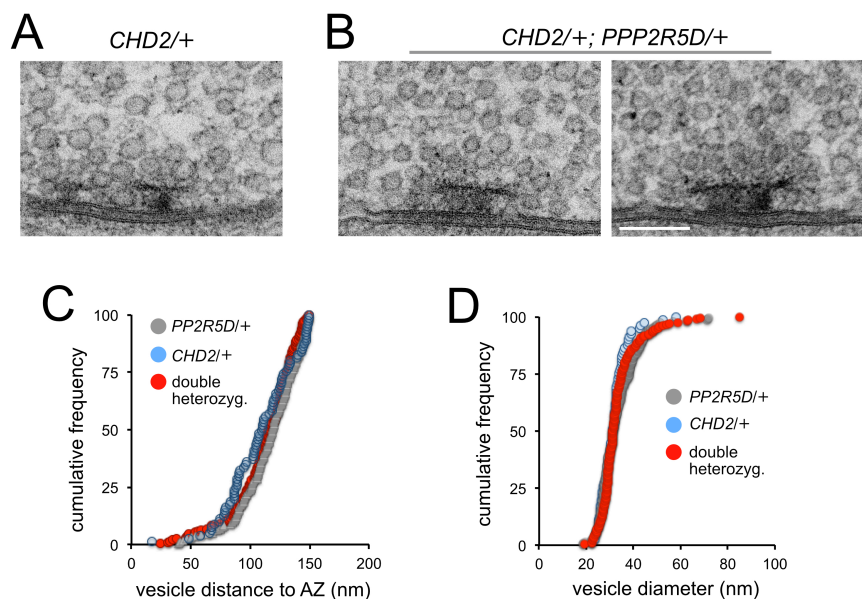 A
CHD2/+
B
CHD2/+; PPP2R5D/+
C
100
75
50
25
0
cumulative frequency
PP2R5D/+
CHD2/+
double
heterozyg.
0
50
100
150
200
vesicle distance to AZ (nm)
D
100
75
50
25
0
cumulative frequency
PP2R5D/+
CHD2/+
double
heterozyg.
0
20
40
60
80
100
vesicle diameter (nm)